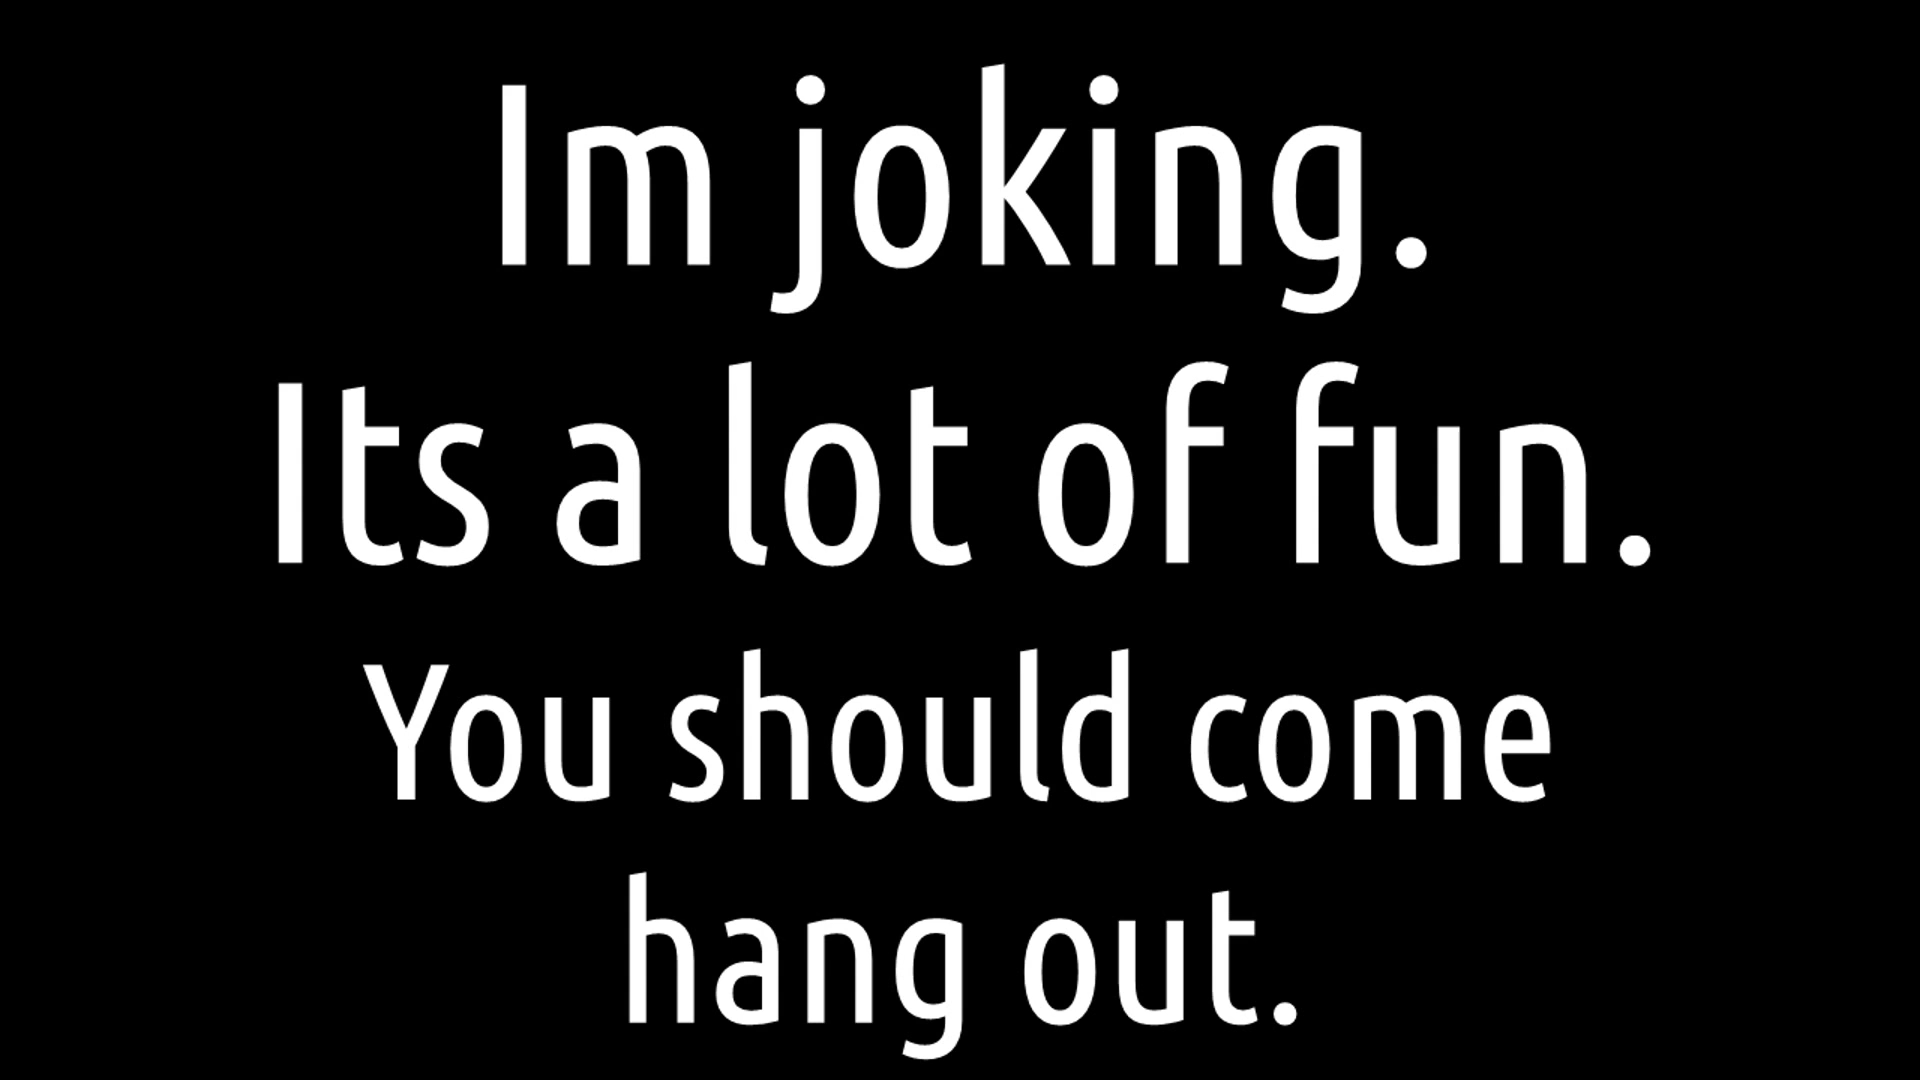 Im joking.
Its a lot of fun.
You should come
hang out.